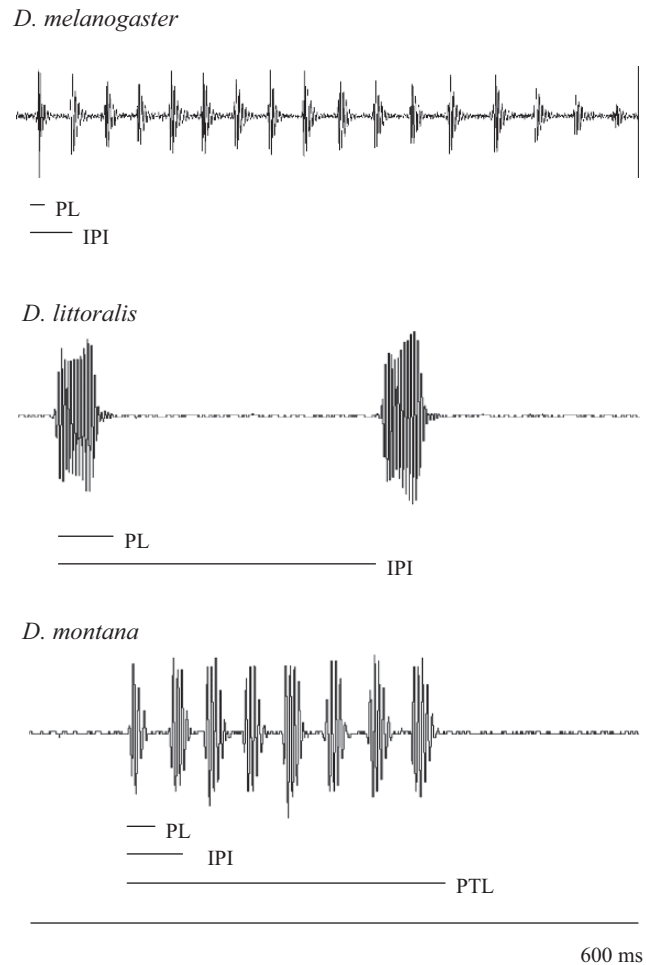 D. melanogaster
PL
IPI
D. littoralis
PL
IPI
D. montana
PL
IPI
PTL
600 ms